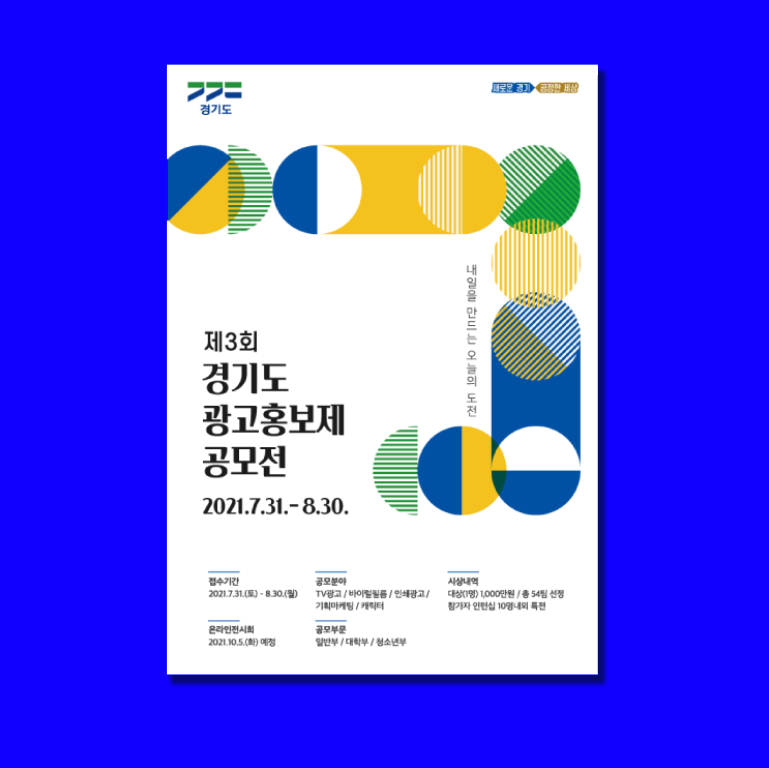 경기도
새로운 경기 공정한 세상
내일을 만드는 오늘의 도전
제3회
경기도
광고홍보제
공모전
2021.7.31.- 8.30.
접수기간
2021.7.31.(토) - 8.30.(월)
공모분야
TV광고 / 바이럴필름 / 인쇄광고 /
기획마케팅 / 캐릭터
시상내역
대상(1명) 1,000만원 / 총 54팀 선정
참가자 인턴십 10명내외 특전
온라인전시회
2021.10.5.(화) 예정
공모부문
일반부 / 대학부 / 청소년부